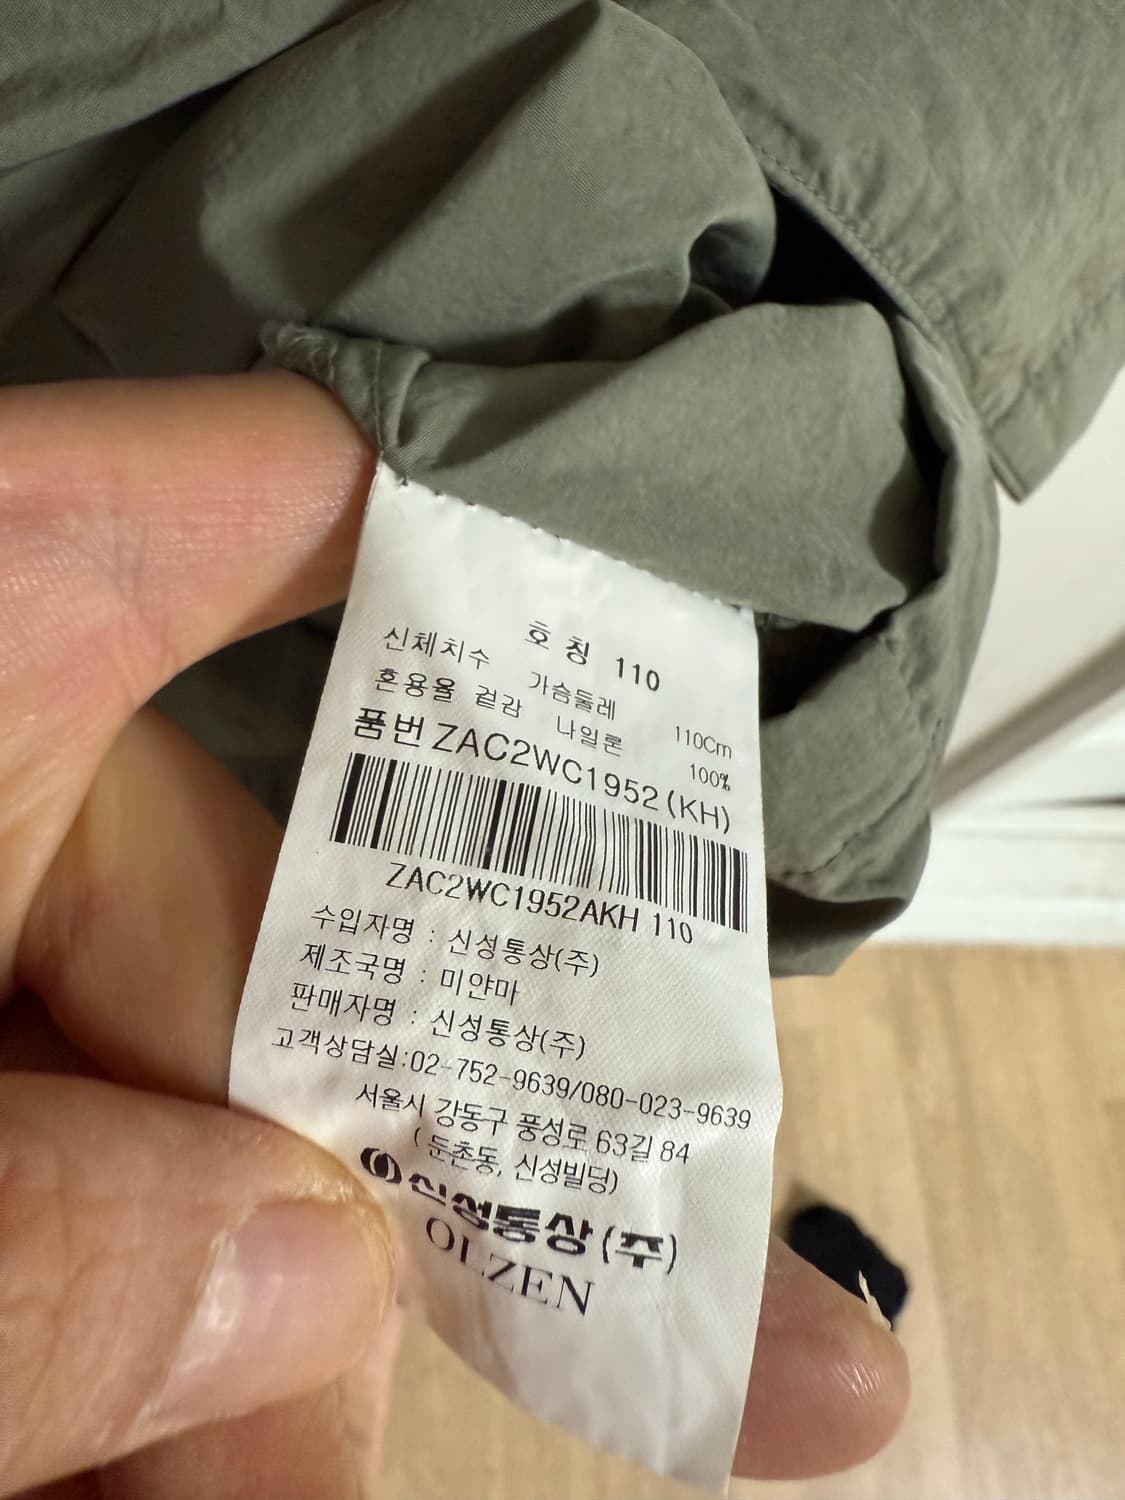 호칭 110
신체치수 가슴둘레 110Cm
혼용율 겉감 나일론 100%
품번 ZAC2WC1952(KH)
ZAC2WC1952AKH 110
수입자명 : 신성통상(주)
제조국명 : 미얀마
판매자명 : 신성통상(주)
고객상담실:02-752-9639/080-023-9639
서울시 강동구 풍성로 63길 84
( 둔촌동, 신성빌딩)
신성통상(주)
OLZEN